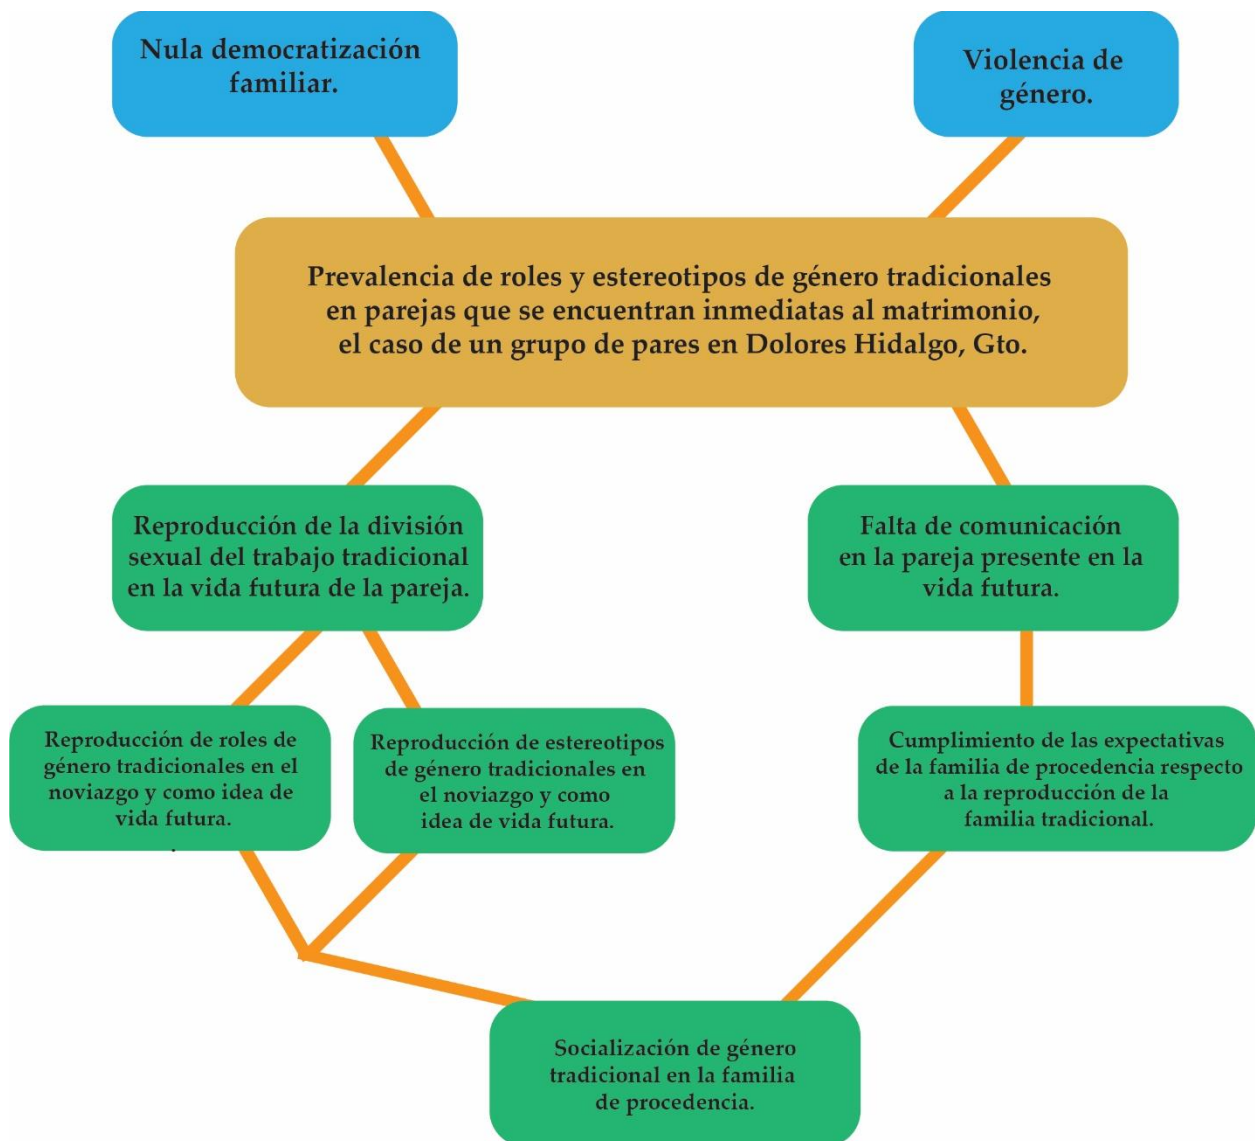 Nula democratización
familiar.
Violencia de
género.
Prevalencia de roles y estereotipos de género tradicionales
en parejas que se encuentran inmediatas al matrimonio,
el caso de un grupo de pares en Dolores Hidalgo, Gto.
Reproducción de la división
sexual del trabajo tradicional
en la vida futura de la pareja.
Falta de comunicación
en la pareja presente en la
vida futura.
Reproducción de roles de
género tradicionales en el
noviazgo y como idea de
vida futura.
.
Reproducción de estereotipos
de género tradicionales en
el noviazgo y como
idea de vida futura.
Cumplimiento de las expectativas
de la familia de procedencia respecto
a la reproducción de la
familia tradicional.
Socialización de género
tradicional en la familia
de procedencia.